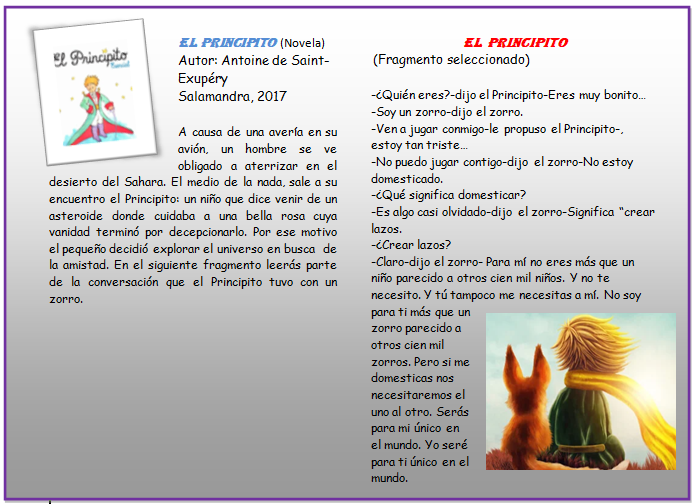 El Principito
EL PRINCIPITO (Novela)
Autor: Antoine de Saint-
Exupéry
Salamandra, 2017
A causa de una avería en su
avión, un hombre se ve
obligado a aterrizar en el
desierto del Sahara. El medio de la nada, sale a su
encuentro el Principito: un niño que dice venir de un
asteroide donde cuidaba a una bella rosa cuya
vanidad terminó por decepcionarlo. Por ese motivo
el pequeño decidió explorar el universo en busca de
la amistad. En el siguiente fragmento leerás parte
de la conversación que el Principito tuvo con un
zorro.
EL PRINCIPITO
(Fragmento seleccionado)
-¿Quién eres?-dijo el Principito-Eres muy bonito...
-Soy un zorro-dijo el zorro.
-Ven a jugar conmigo-le propuso el Principito-,
estoy tan triste...
-No puedo jugar contigo-dijo el zorro-No estoy
domesticado.
-¿Qué significa domesticar?
-Es algo casi olvidado-dijo el zorro-Significa “crear
lazos.
-¿Crear lazos?
-Claro-dijo el zorro- Para mí no eres más que un
niño parecido a otros cien mil niños. Y no te
necesito. Y tú tampoco me necesitas a mí. No soy
para ti más que un
zorro parecido a
otros cien mil
zorros. Pero si me
domesticas nos
necesitaremos el
uno al otro. Serás
para mi único en
el mundo. Yo seré
para ti único en el
mundo.